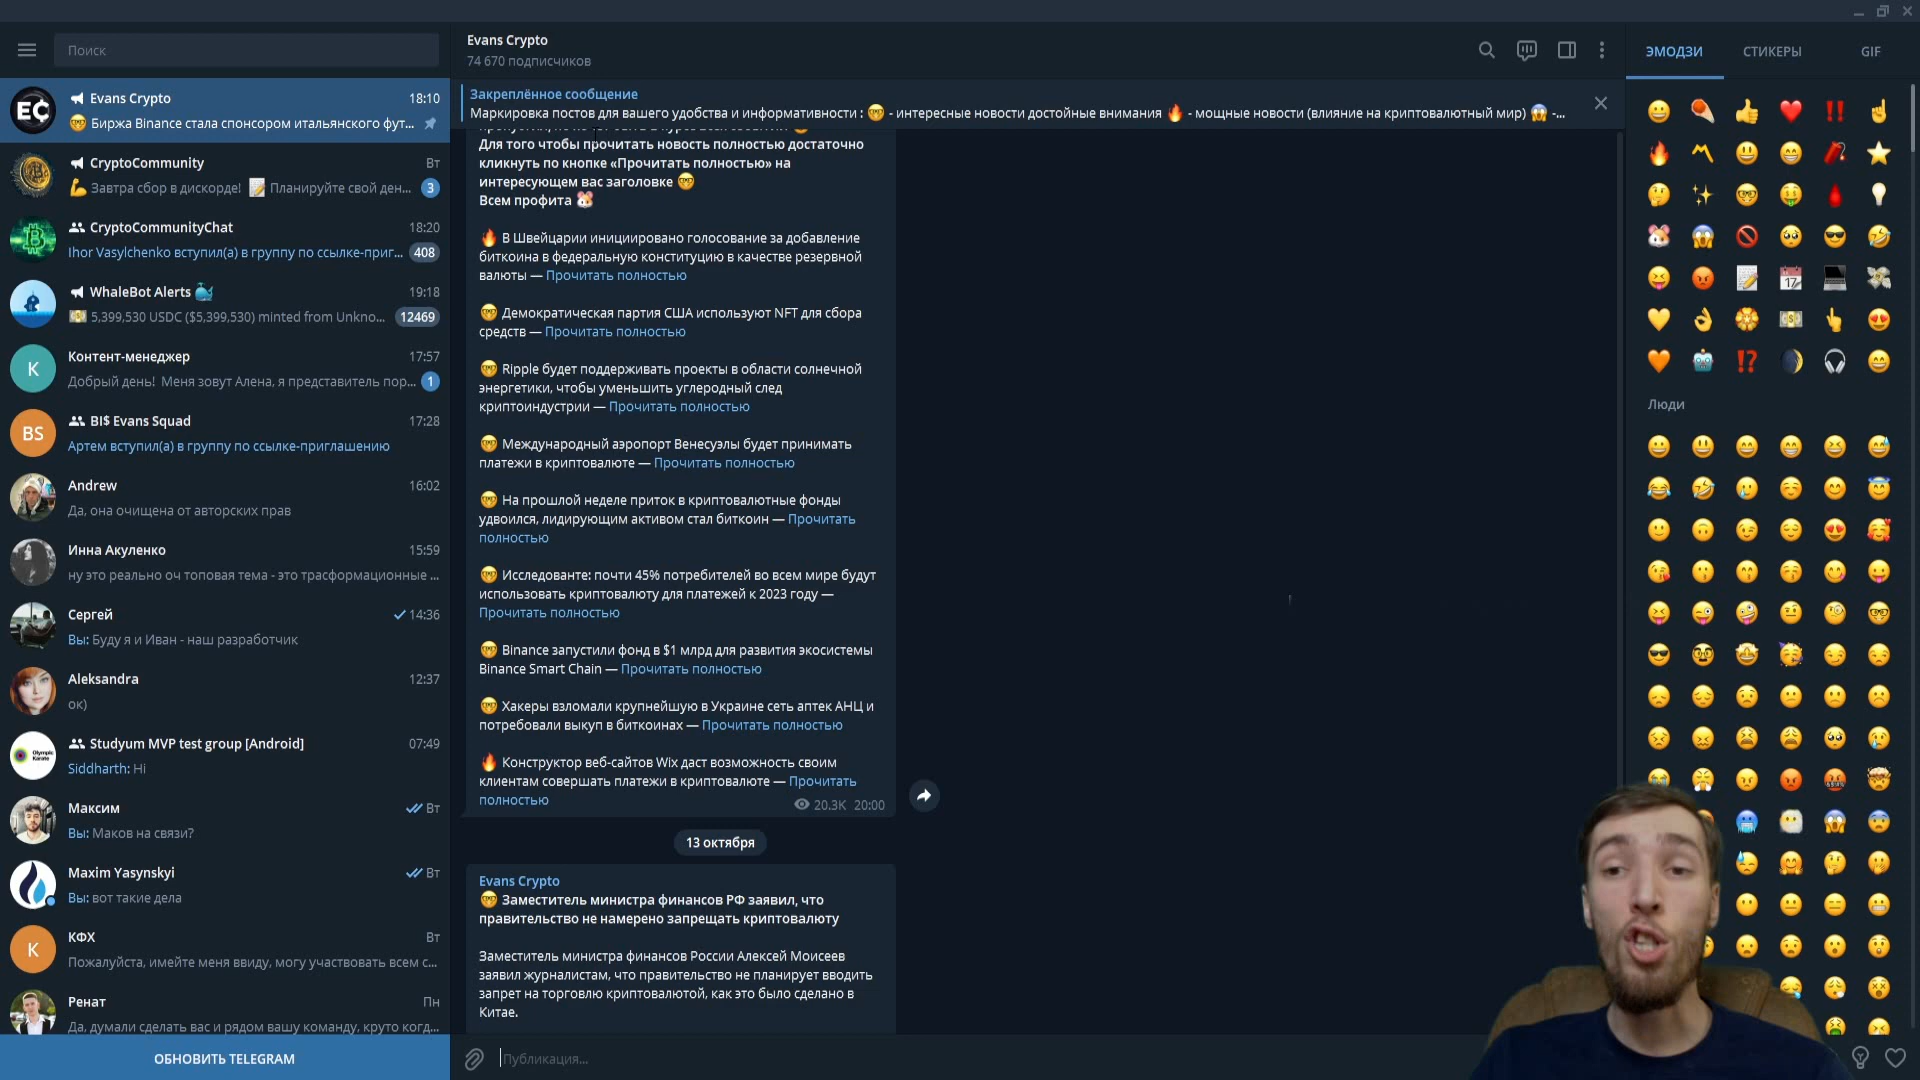 Поиск
Evans Crypto
18:10
Биржа Binance стала спонсором итальянского фут...
CryptoCommunity
Вт
Завтра сбор в дискорде! Планируйте свой ден...
3
CryptoCommunityChat
18:20
Ihor Vasylchenko вступил(а) в группу по ссылке-приг...
408
WhaleBot Alerts
19:18
5,399,530 USDC ($5,399,530) minted from Unkno...
12469
К
Контент-менеджер
17:57
Добрый день! Меня зовут Алена, я представитель пор...
1
BS
BI$ Evans Squad
17:28
Артем вступил(а) в группу по ссылке-приглашению
Andrew
16:02
Да, она очищена от авторских прав
Инна Акуленко
15:59
ну это реально оч топовая тема - это трасформационные ...
Сергей
14:36
Вы: Буду я и Иван - наш разработчик
Aleksandra
12:37
ок)
Studyum MVP test group [Android]
07:49
Siddharth: Hi
Максим
Вт
Вы: Маков на связи?
Maxim Yasynskyi
Вт
Вы: вот такие дела
К
КФХ
Вт
Пожалуйста, имейте меня ввиду, могу участвовать всем с...
Ренат
Пн
Да, думали сделать вас и рядом вашу команду, круто когд...
ОБНОВИТЬ TELEGRAM
Evans Crypto
74 670 подписчиков
Закреплённое сообщение
Маркировка постов для вашего удобства и информативности : - интересные новости достойные внимания - мощные новости (влияние на криптовалютный мир) -...
Для того чтобы прочитать новость полностью достаточно
кликнуть по кнопке «Прочитать полностью» на
интересующем вас заголовке
Всем профита
В Швейцарии инициировано голосование за добавление
биткоина в федеральную конституцию в качестве резервной
валюты — Прочитать полностью
Демократическая партия США используют NFT для сбора
средств — Прочитать полностью
Ripple будет поддерживать проекты в области солнечной
энергетики, чтобы уменьшить углеродный след
криптоиндустрии — Прочитать полностью
Международный аэропорт Венесуэлы будет принимать
платежи в криптовалюте — Прочитать полностью
На прошлой неделе приток в криптовалютные фонды
удвоился, лидирующим активом стал биткоин — Прочитать
полностью
Исследованте: почти 45% потребителей во всем мире будут
использовать криптовалюту для платежей к 2023 году —
Прочитать полностью
Binance запустили фонд в $1 млрд для развития экосистемы
Binance Smart Chain — Прочитать полностью
Хакеры взломали крупнейшую в Украине сеть аптек АНЦ и
потребовали выкуп в биткоинах — Прочитать полностью
Конструктор веб-сайтов Wix даст возможность своим
клиентам совершать платежи в криптовалюте — Прочитать
полностью
20.3K 20:00
13 октября
Evans Crypto
Заместитель министра финансов РФ заявил, что
правительство не намерено запрещать криптовалюту
Заместитель министра финансов России Алексей Моисеев
заявил журналистам, что правительство не планирует вводить
запрет на торговлю криптовалютой, как это было сделано в
Китае.
Публикация...
ЭМОДЗИ
СТИКЕРЫ
GIF
Люди